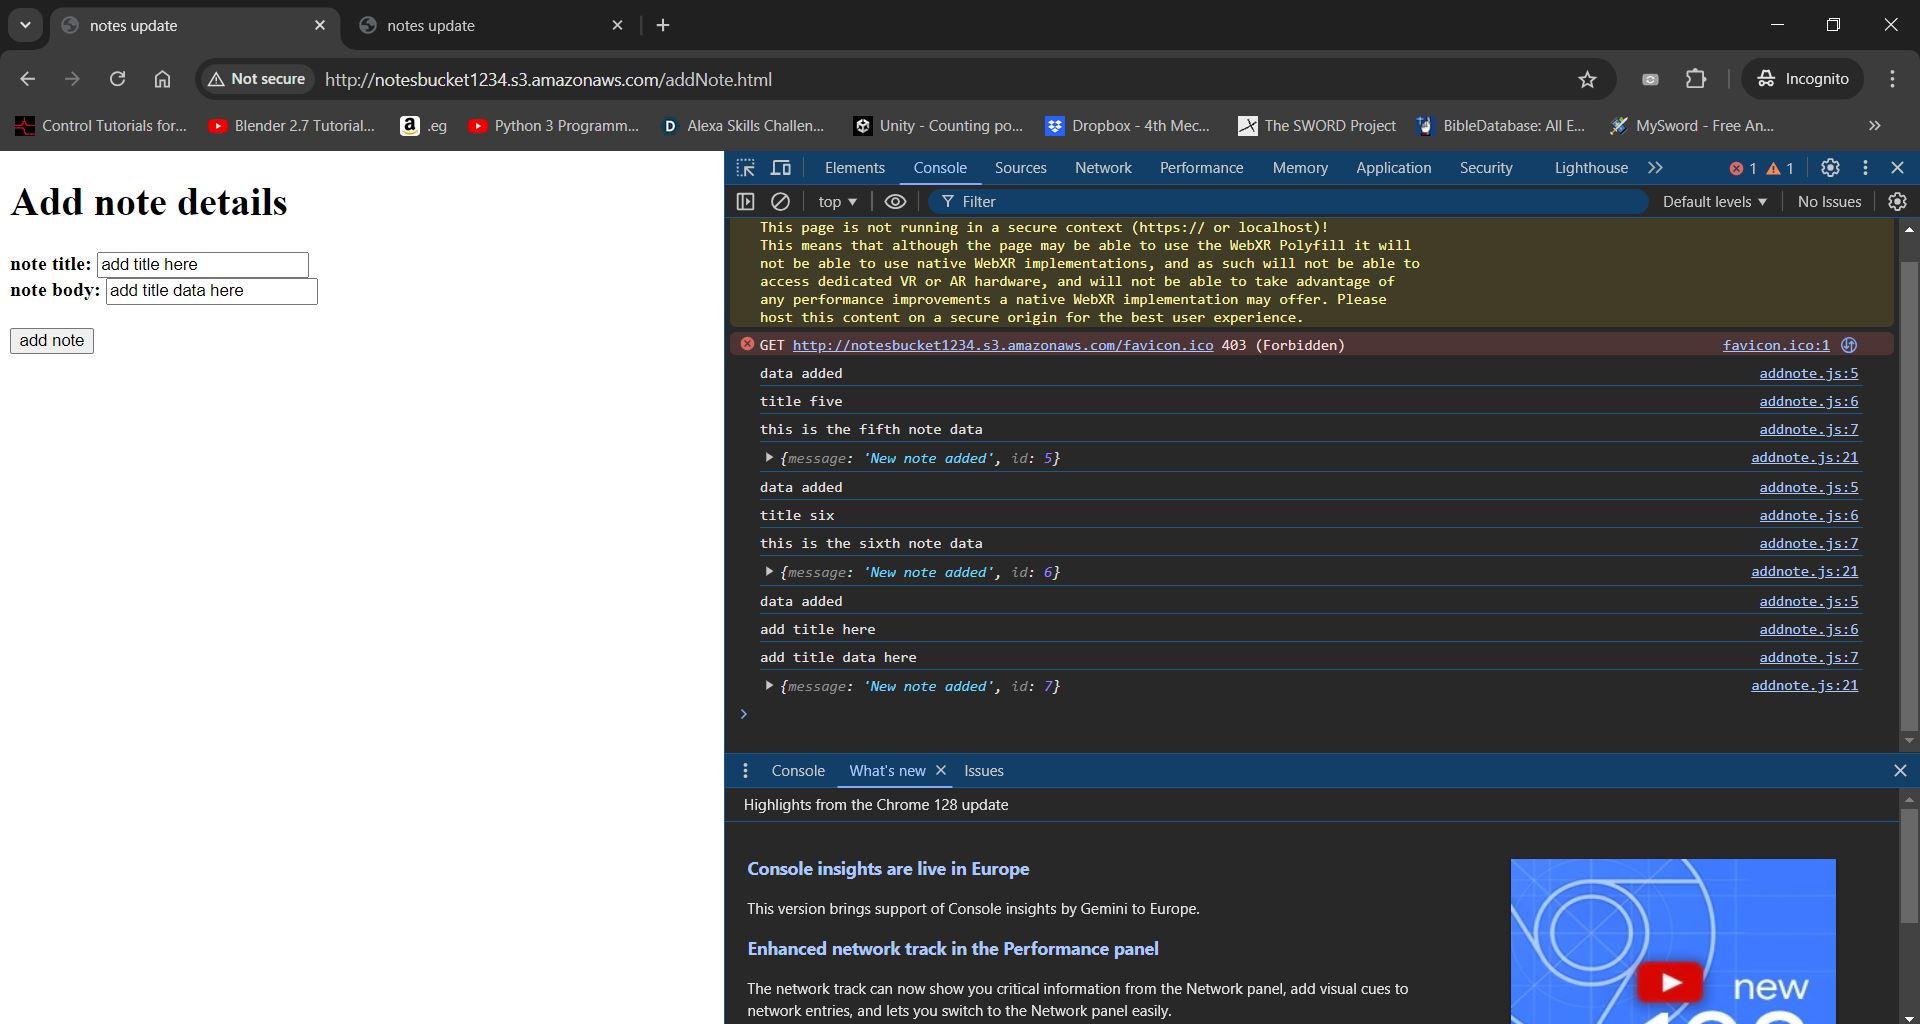 notes update
notes update
Not secure
http://notesbucket1234.s3.amazonaws.com/addNote.html
Incognito
Control Tutorials for...
Blender 2.7 Tutorial...
a .eg
Python 3 Programm...
D Alexa Skills Challen...
Unity - Counting po...
Dropbox - 4th Mec...
The SWORD Project
BibleDatabase: All E...
MySword - Free An...
Add note details
note title: add title here
note body: add title data here
add note
Elements Console Sources Network Performance Memory Application Security Lighthouse 1 1
top Filter Default levels No Issues
This page is not running in a secure context (https:// or localhost)!
This means that although the page may be able to use the WebXR Polyfill it will
not be able to use native WebXR implementations, and as such will not be able to
access dedicated VR or AR hardware, and will not be able to take advantage of
any performance improvements a native WebXR implementation may offer. Please
host this content on a secure origin for the best user experience.
GET http://notesbucket1234.s3.amazonaws.com/favicon.ico 403 (Forbidden) favicon.ico:1
data added addnote.js:5
title five addnote.js:6
this is the fifth note data addnote.js:7
{message: 'New note added', id: 5} addnote.js:21
data added addnote.js:5
title six addnote.js:6
this is the sixth note data addnote.js:7
{message: 'New note added', id: 6} addnote.js:21
data added addnote.js:5
add title here addnote.js:6
add title data here addnote.js:7
{message: 'New note added', id: 7} addnote.js:21
Console What's new Issues
Highlights from the Chrome 128 update
Console insights are live in Europe
This version brings support of Console insights by Gemini to Europe.
Enhanced network track in the Performance panel
The network track can now show you critical information from the Network panel, add visual cues to
network entries, and lets you switch to the Network panel easily.
new